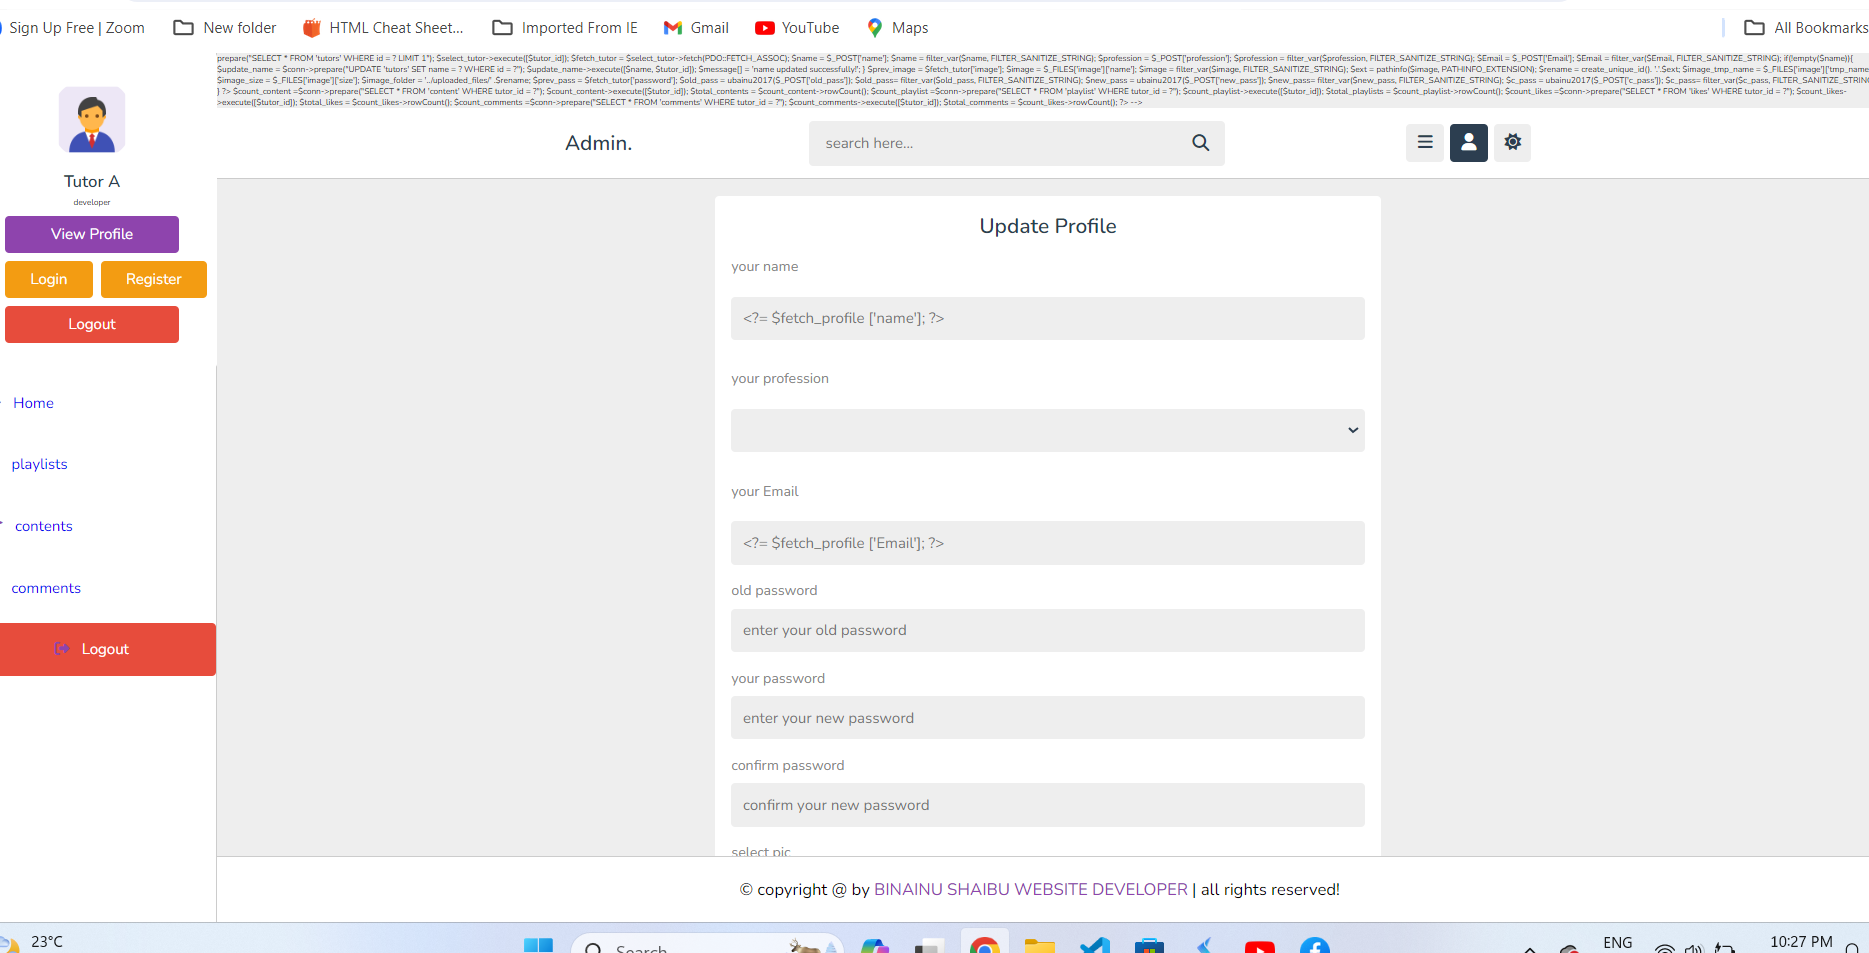 Sign Up Free | Zoom
New folder
HTML Cheat Sheet...
Imported From IE
Gmail
YouTube
Maps
All Bookmarks
prepare("SELECT * FROM 'tutors' WHERE id = ? LIMIT 1"); $select_tutor->execute([$tutor_id]); $fetch_tutor = $select_tutor->fetch(PDO::FETCH_ASSOC); $name = $_POST['name']; $name = filter_var($name, FILTER_SANITIZE_STRING); $profession = $_POST['profession']; $profession = filter_var($profession, FILTER_SANITIZE_STRING); $Email = $_POST['Email']; $Email = filter_var($Email, FILTER_SANITIZE_STRING); if(!empty($name)){
$update_name = $conn->prepare("UPDATE 'tutors' SET name = ? WHERE id = ?"); $update_name->execute([$name, $tutor_id]); $message[] = 'name updated successfully!'; } $prev_image = $fetch_tutor['image']; $image = $_FILES['image']['name']; $image = filter_var($image, FILTER_SANITIZE_STRING); $ext = pathinfo($image, PATHINFO_EXTENSION); $rename = create_unique_id(). '.'.$ext; $image_tmp_name = $_FILES['image']['tmp_name
$image_size = $_FILES['image']['size']; $image_folder = '../uploaded_files/' .$rename; $prev_pass = $fetch_tutor['password']; $old_pass = ubainu2017($_POST['old_pass']); $old_pass= filter_var($old_pass, FILTER_SANITIZE_STRING); $new_pass = ubainu2017($_POST['new_pass']); $new_pass= filter_var($new_pass, FILTER_SANITIZE_STRING); $c_pass = ubainu2017($_POST['c_pass']); $c_pass= filter_var($c_pass, FILTER_SANITIZE_STRING
} ?> $count_content =$conn->prepare("SELECT * FROM 'content' WHERE tutor_id = ?"); $count_content->execute([$tutor_id]); $total_contents = $count_content->rowCount(); $count_playlist =$conn->prepare("SELECT * FROM 'playlist' WHERE tutor_id = ?"); $count_playlist->execute([$tutor_id]); $total_playlists = $count_playlist->rowCount(); $count_likes =$conn->prepare("SELECT * FROM 'likes' WHERE tutor_id = ?"); $count_likes-
>execute([$tutor_id]); $total_likes = $count_likes->rowCount(); $count_comments =$conn->prepare("SELECT * FROM 'comments' WHERE tutor_id = ?"); $count_comments->execute([$tutor_id]); $total_comments = $count_likes->rowCount(); ?> -->
Admin.
search here...
Tutor A
developer
View Profile
Login
Register
Logout
Home
playlists
contents
comments
Logout
Update Profile
your name
<?= $fetch_profile ['name']; ?>
your profession
your Email
<?= $fetch_profile ['Email']; ?>
old password
enter your old password
your password
enter your new password
confirm password
confirm your new password
select pic
© copyright @ by BINAINU SHAIBU WEBSITE DEVELOPER | all rights reserved!
23°C
Search
ENG
10:27 PM